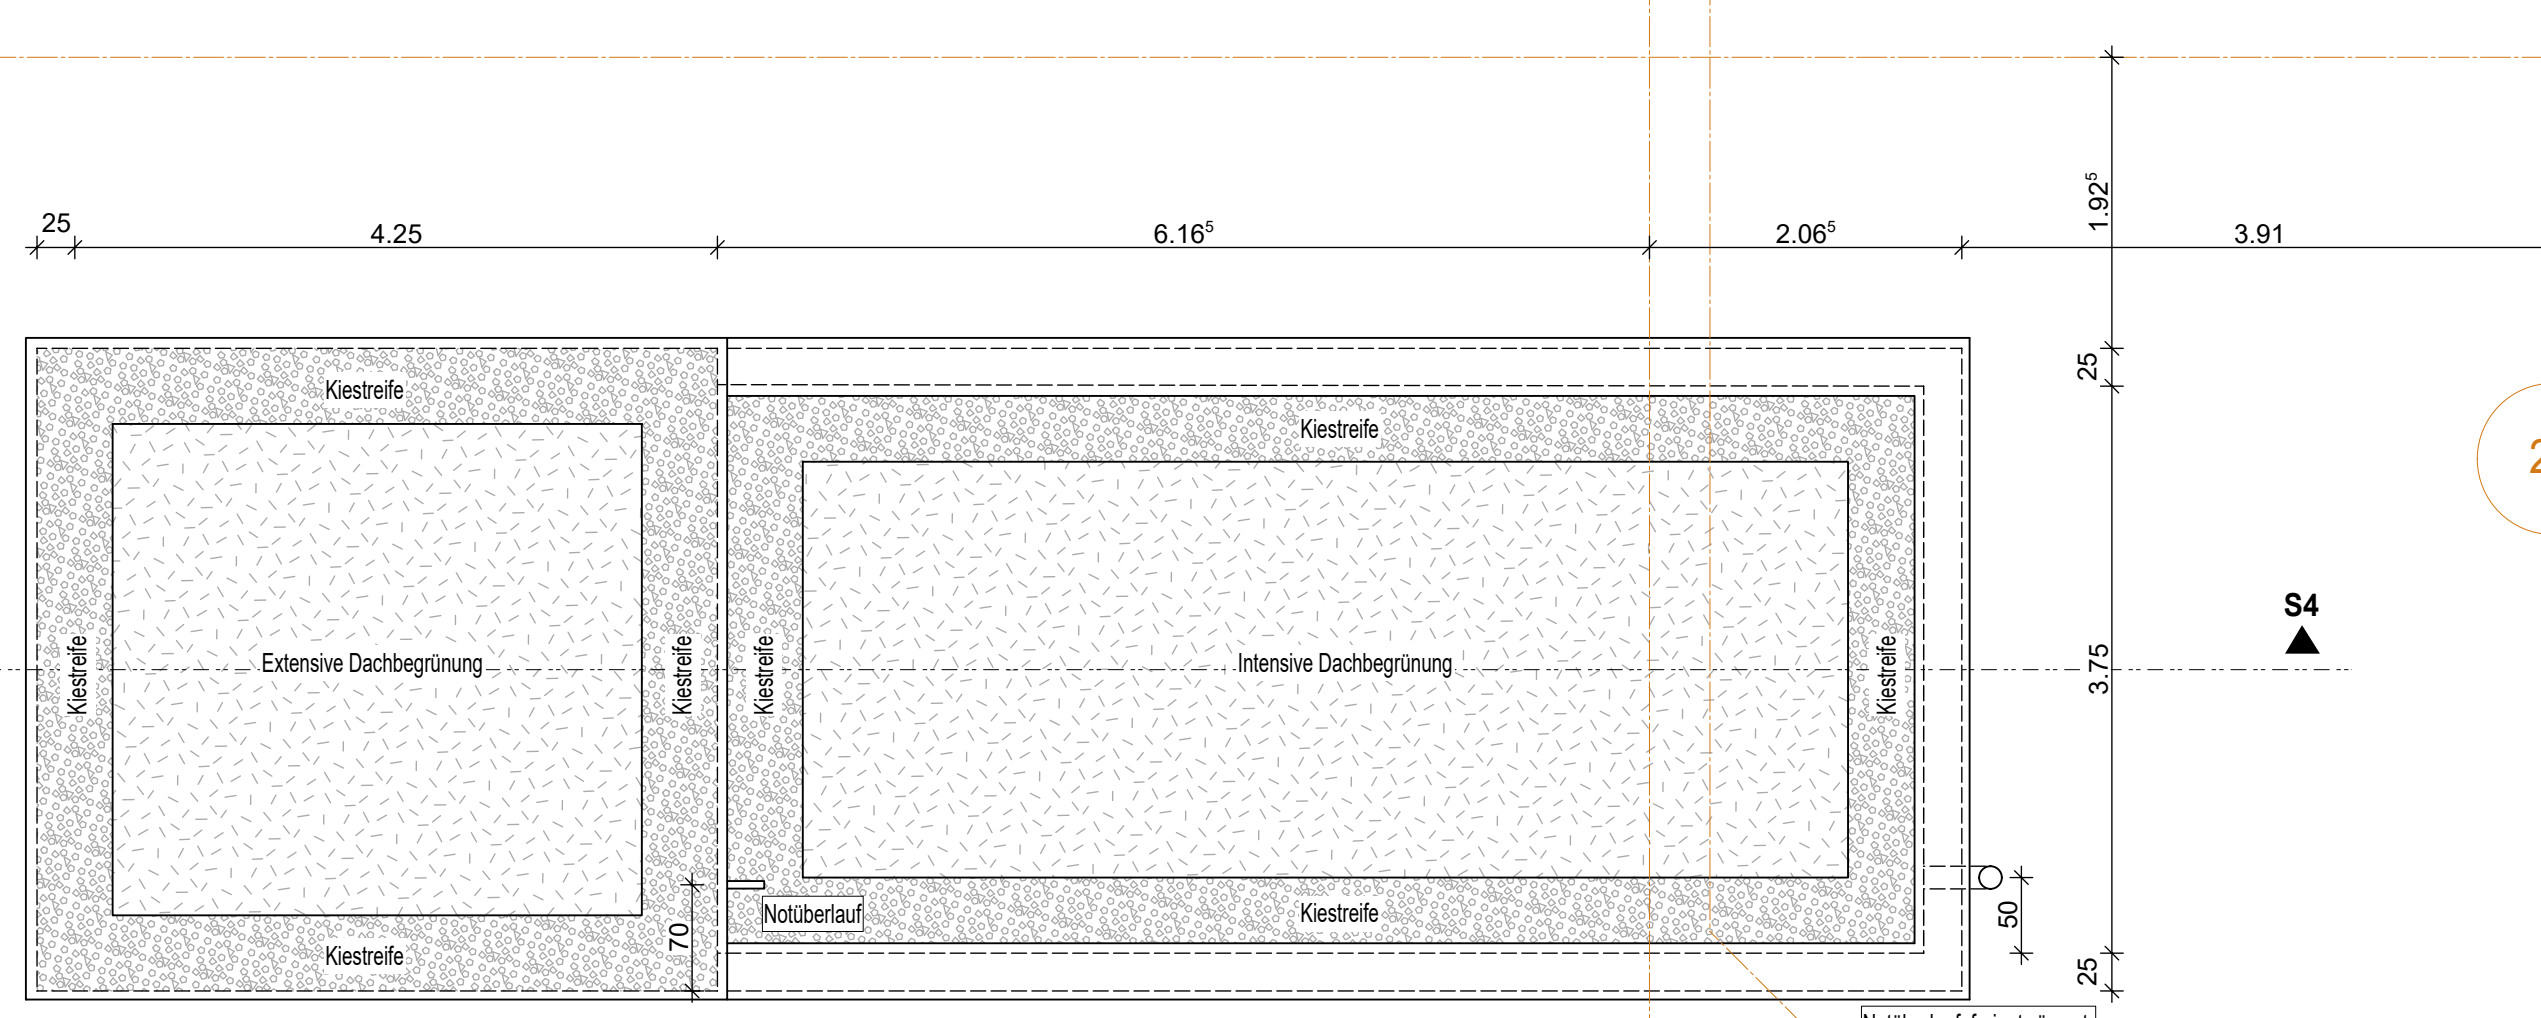 1.92⁵
25
4.25
6.16⁵
2.06⁵
3.91
25
Kiestreife
Kiestreife
2
S4
Kiestreife
Extensive Dachbegrünung
Kiestreife
Kiestreife
Intensive Dachbegrünung
Kiestreife
3.75
Notüberlauf
Kiestreife
50
70
Kiestreife
25